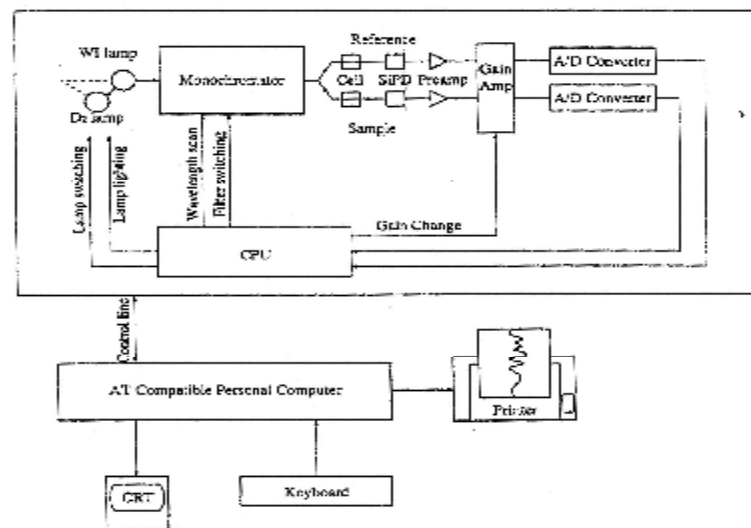 Reference
WI lamp
Monochromator
Cell SiPD Preamp
Gain
Amp
A/D Converter
A/D Converter
D2 lamp
Sample
Lamp switching
Lamp lighting
Wavelength scan
Filter switching
Gain Change
CPU
Control line
AT Compatible Personal Computer
Printer
CRT
Keyboard